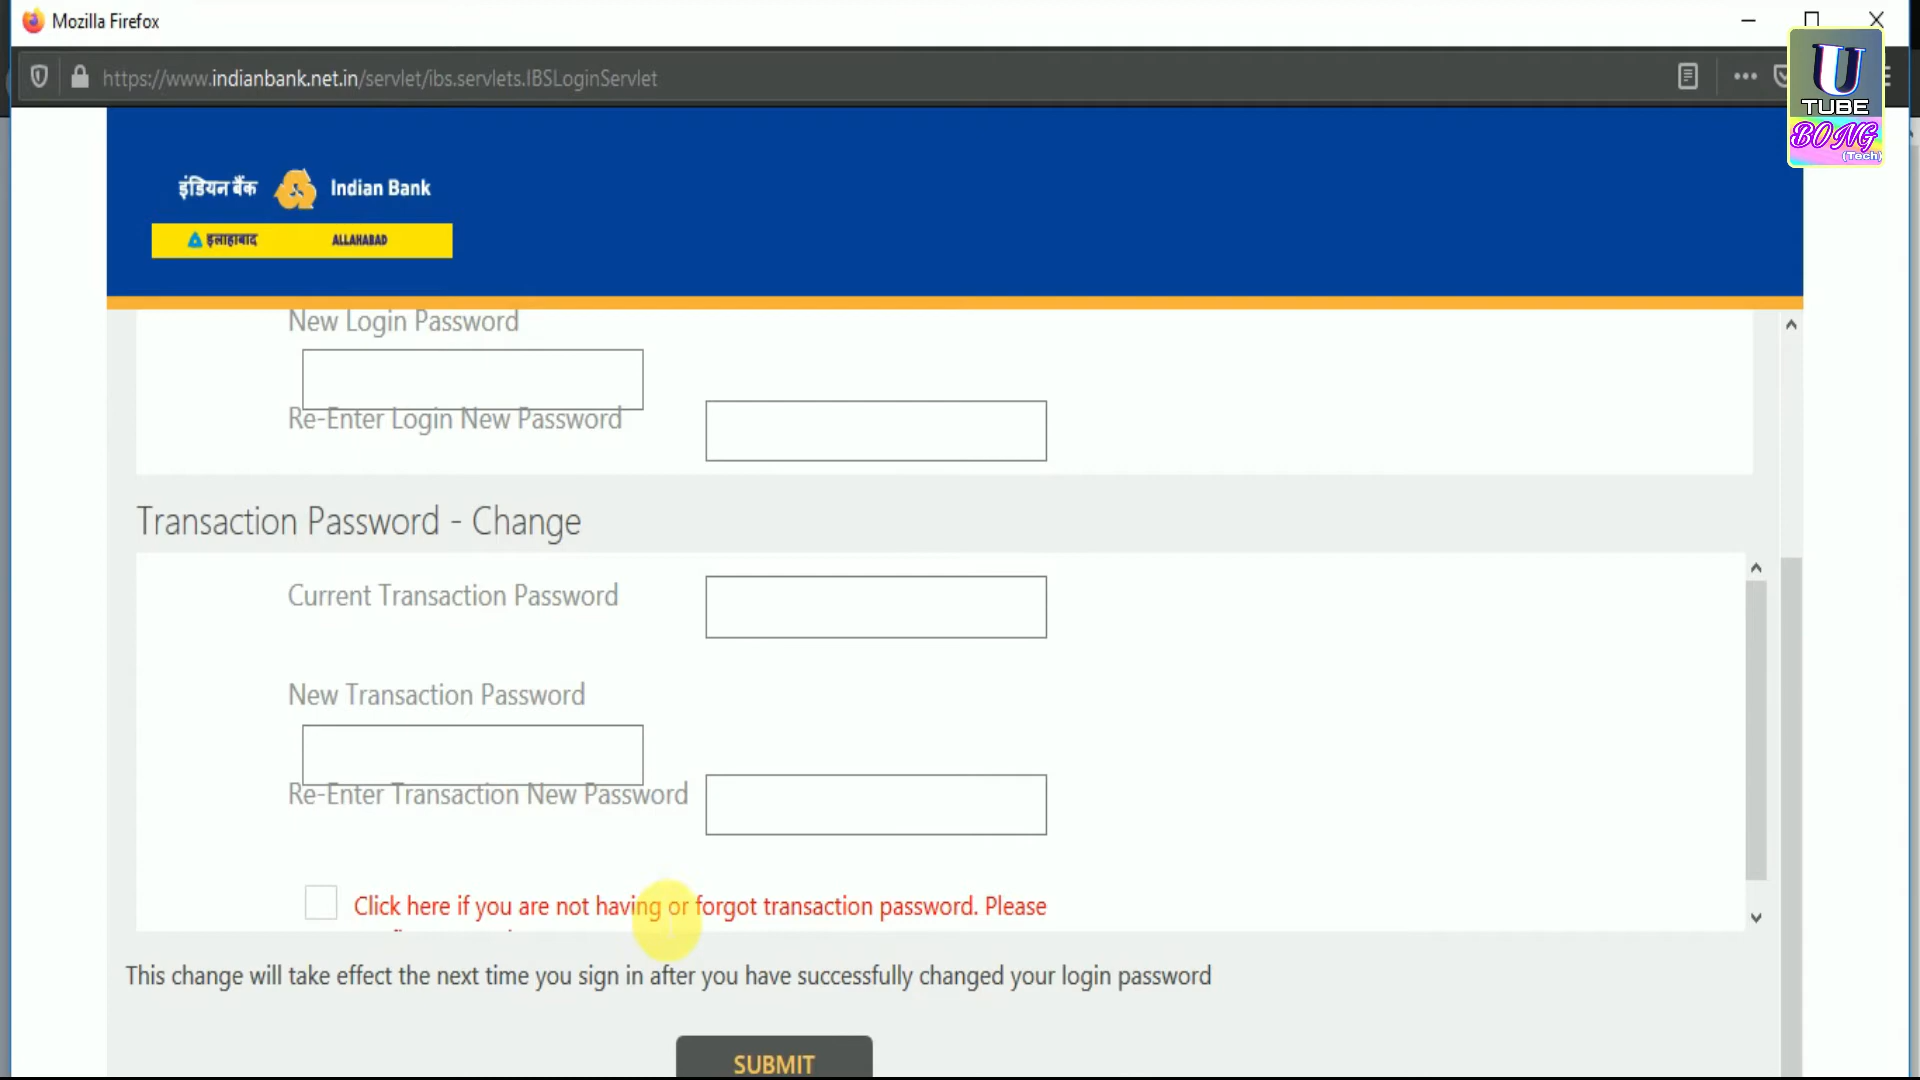 Mozilla Firefox
https://www.indianbank.net.in/servlet/ibs.servlets.IBSLoginServlet
U
TUBE
BONG
(Tech)
इंडियन बैंक Indian Bank
इलाहाबाद ALLAHABAD
New Login Password
Re-Enter Login New Password
Transaction Password - Change
Current Transaction Password
New Transaction Password
Re-Enter Transaction New Password
Click here if you are not having or forgot transaction password. Please
This change will take effect the next time you sign in after you have successfully changed your login password
SUBMIT